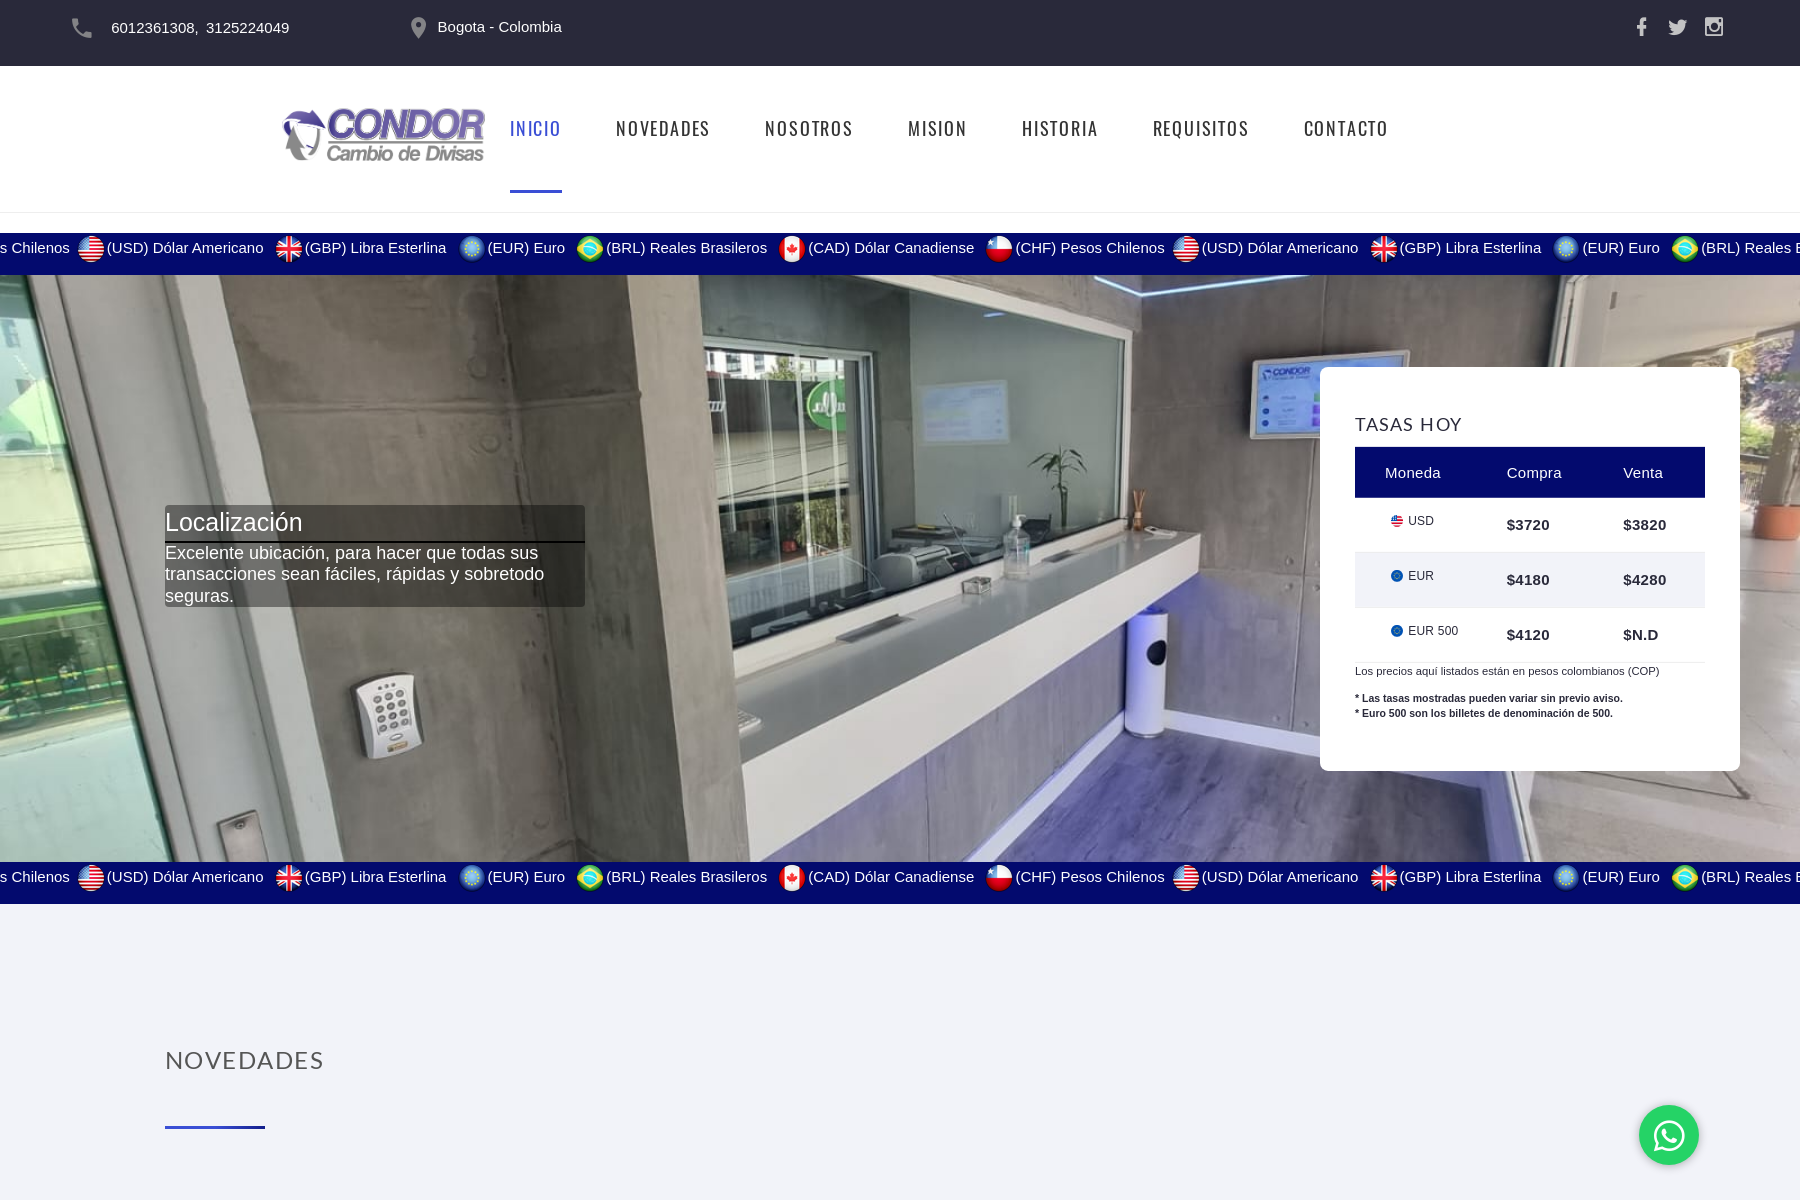 6012361308, 3125224049
Bogota - Colombia
CONDOR
Cambio de Divisas
INICIO
NOVEDADES
NOSOTROS
MISION
HISTORIA
REQUISITOS
CONTACTO
s Chilenos (USD) Dólar Americano (GBP) Libra Esterlina (EUR) Euro (BRL) Reales Brasileros (CAD) Dólar Canadiense (CHF) Pesos Chilenos (USD) Dólar Americano (GBP) Libra Esterlina (EUR) Euro (BRL) Reales
CONDOR
Localización
Excelente ubicación, para hacer que todas sus
transacciones sean fáciles, rápidas y sobretodo
seguras.
TASAS HOY
Moneda Compra Venta
USD $3720 $3820
EUR $4180 $4280
EUR 500 $4120 $N.D
Los precios aquí listados están en pesos colombianos (COP)
* Las tasas mostradas pueden variar sin previo aviso.
* Euro 500 son los billetes de denominación de 500.
s Chilenos (USD) Dólar Americano (GBP) Libra Esterlina (EUR) Euro (BRL) Reales Brasileros (CAD) Dólar Canadiense (CHF) Pesos Chilenos (USD) Dólar Americano (GBP) Libra Esterlina (EUR) Euro (BRL) Reales
NOVEDADES